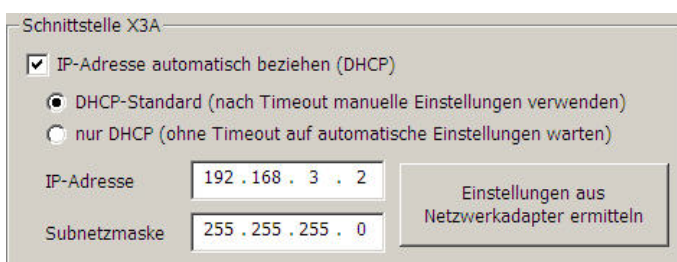 Schnittstelle X3A
IP-Adresse automatisch beziehen (DHCP)
DHCP-Standard (nach Timeout manuelle Einstellungen verwenden)
nur DHCP (ohne Timeout auf automatische Einstellungen warten)
IP-Adresse 192 . 168 . 3 . 2
Einstellungen aus
Netzwerkadapter ermitteln
Subnetzmaske 255 . 255 . 255 . 0